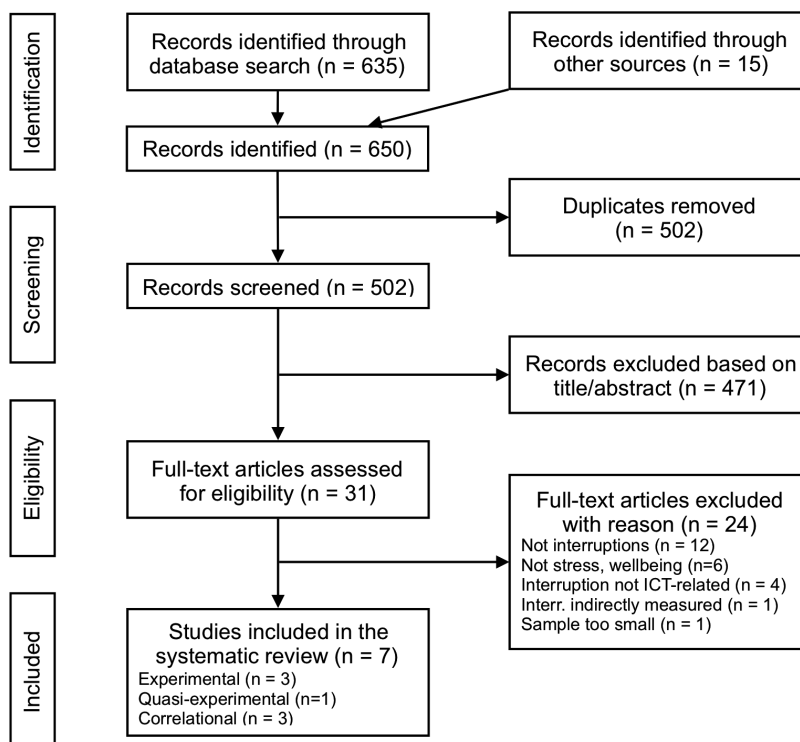 Identification
Records identified through
database search (n = 635)
Records identified through
other sources (n = 15)
Records identified (n = 650)
Duplicates removed
(n = 502)
Screening
Records screened (n = 502)
Records excluded based on
title/abstract (n = 471)
Eligibility
Full-text articles assessed
for eligibility (n = 31)
Full-text articles excluded
with reason (n = 24)
Not interruptions (n = 12)
Not stress, wellbeing (n=6)
Interruption not ICT-related (n = 4)
Interr. indirectly measured (n = 1)
Sample too small (n = 1)
Included
Studies included in the
systematic review (n = 7)
Experimental (n = 3)
Quasi-experimental (n=1)
Correlational (n = 3)